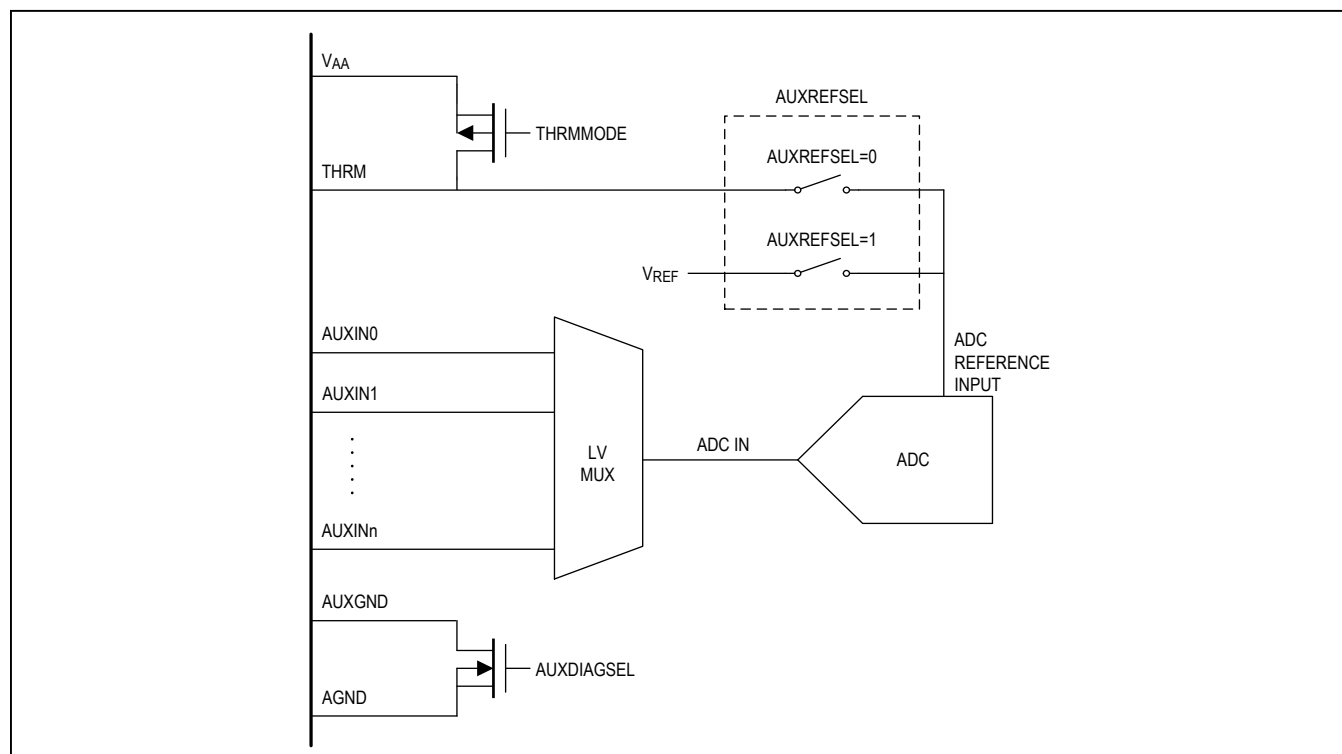 VAA
THRMMODE
THRM
AUXREFSEL
AUXREFSEL=0
AUXREFSEL=1
VREF
AUXIN0
AUXIN1
AUXINn
LV
MUX
ADC IN
ADC
REFERENCE
INPUT
ADC
AUXGND
AUXDIAGSEL
AGND